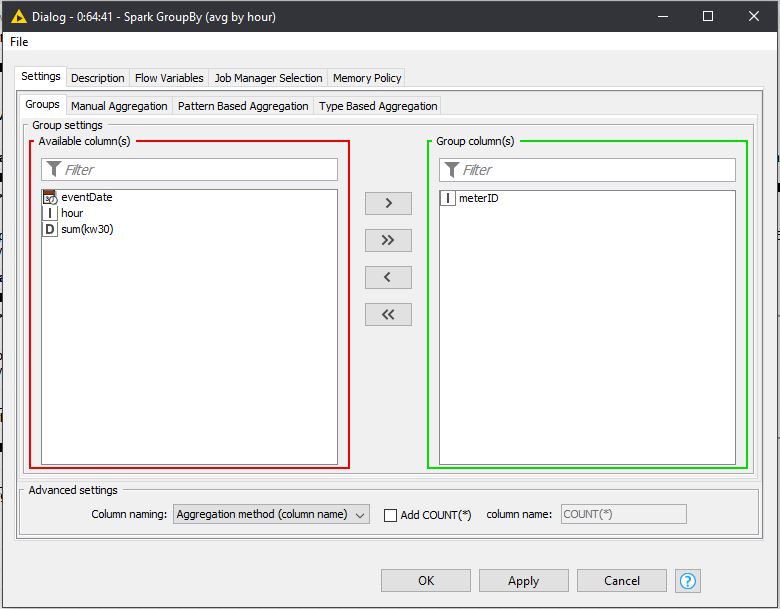 Dialog - 0:64:41 - Spark GroupBy (avg by hour)
File
Settings Description Flow Variables Job Manager Selection Memory Policy
Groups Manual Aggregation Pattern Based Aggregation Type Based Aggregation
Group settings
Available column(s)
Filter
eventDate
I hour
D sum(kw30)
>
>>
<
<<
Group column(s)
Filter
I meterID
Advanced settings
Column naming: Aggregation method (column name) Add COUNT(*) column name: COUNT(*)
OK Apply Cancel ?